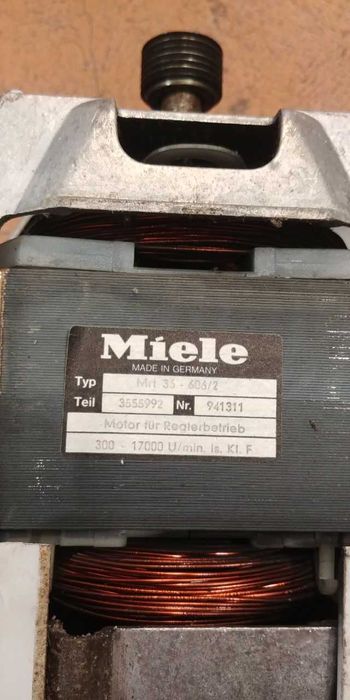 Miele
MADE IN GERMANY
Typ Mrt 35 - 606/2
Teil 3555992 Nr. 941311
Motor für Reglerbetrieb
300 - 17000 U/min. Is. Kl. F